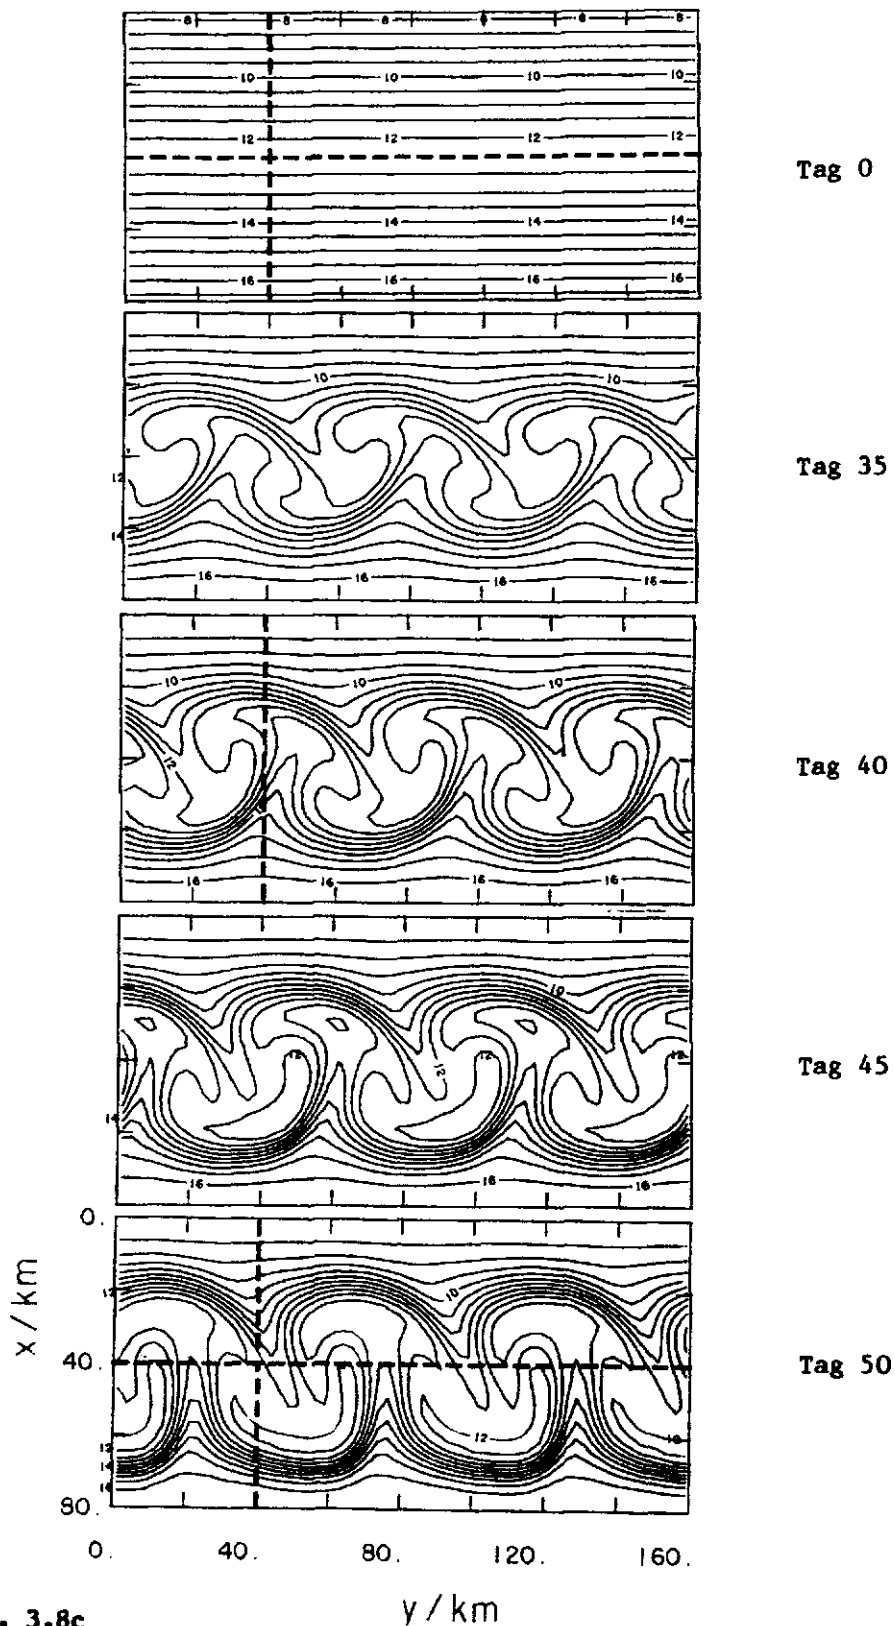 8 8 8 8 8
10 10 10 10
12 12 12 12
14 14 14 14
16 16 16 16
Tag 0
10 10
12
14
16 16 16 16
Tag 35
10 10 10
12
16 16 16 16
Tag 40
10
12 12 12
12
14
16 16 16
Tag 45
0.
10
x / km
40.
Tag 50
12
80.
0. 40. 80. 120. 160.
y / km
3.8c